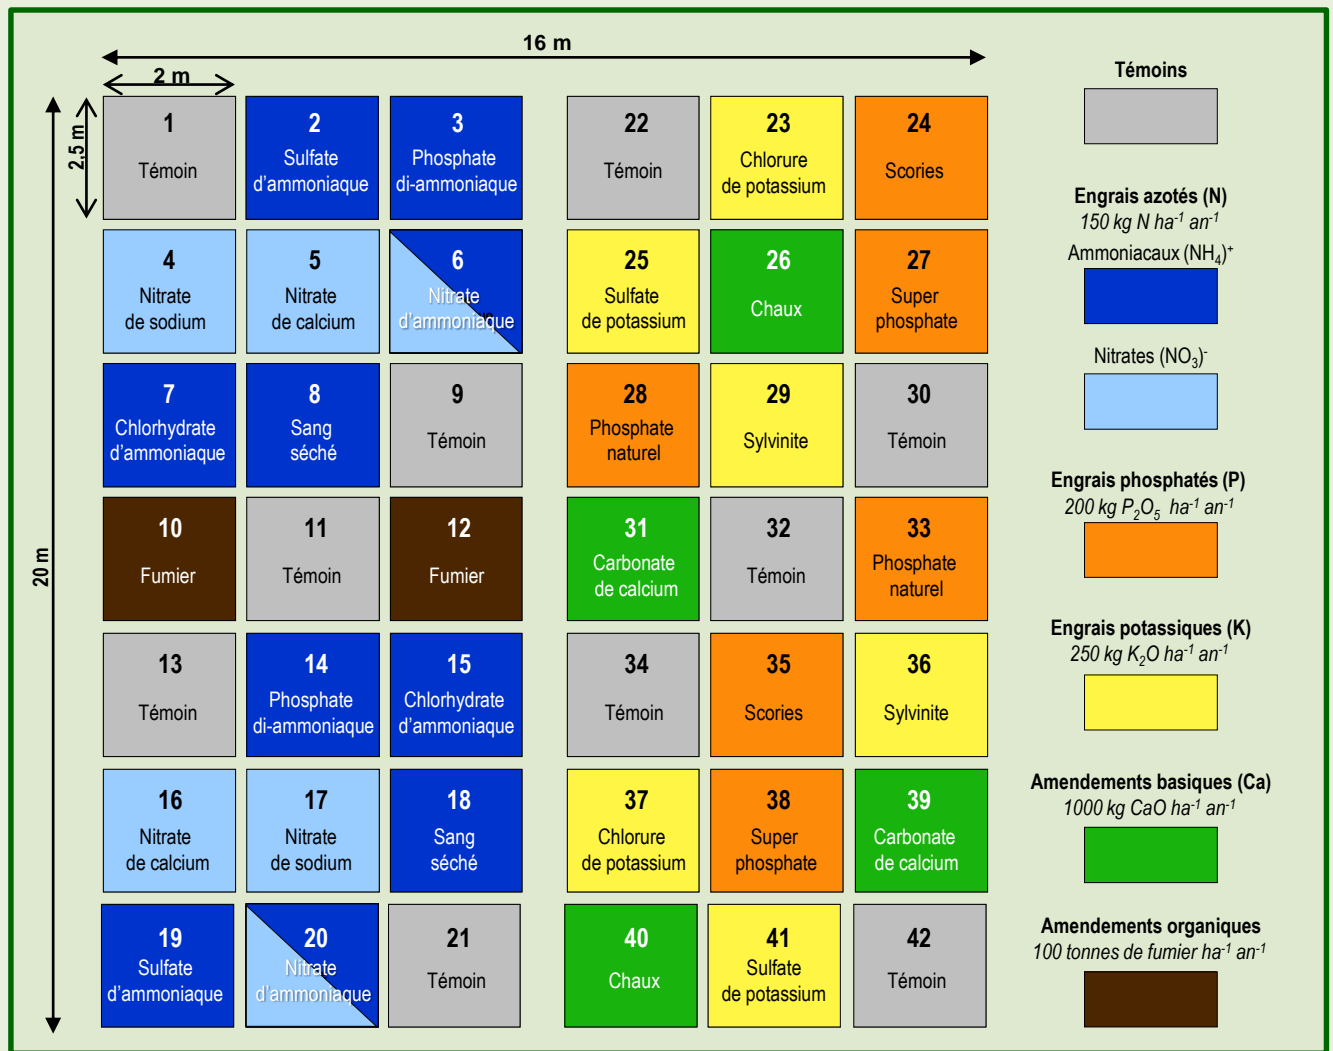 16 m
2 m
2,5 m
20 m
1
Témoin
2
Sulfate
d'ammoniaque
3
Phosphate
di-ammoniaque
22
Témoin
23
Chlorure
de potassium
24
Scories
4
Nitrate
de sodium
5
Nitrate
de calcium
6
Nitrate
d'ammoniaque
25
Sulfate
de potassium
26
Chaux
27
Super
phosphate
7
Chlorhydrate
d'ammoniaque
8
Sang
séché
9
Témoin
28
Phosphate
naturel
29
Sylvinite
30
Témoin
10
Fumier
11
Témoin
12
Fumier
31
Carbonate
de calcium
32
Témoin
33
Phosphate
naturel
13
Témoin
14
Phosphate
di-ammoniaque
15
Chlorhydrate
d'ammoniaque
34
Témoin
35
Scories
36
Sylvinite
16
Nitrate
de calcium
17
Nitrate
de sodium
18
Sang
séché
37
Chlorure
de potassium
38
Super
phosphate
39
Carbonate
de calcium
19
Sulfate
d'ammoniaque
20
Nitrate
d'ammoniaque
21
Témoin
40
Chaux
41
Sulfate
de potassium
42
Témoin
Témoins
Engrais azotés (N)
150 kg N ha⁻¹ an⁻¹
Ammoniacaux (NH₄)⁺
Nitrates (NO₃)⁻
Engrais phosphatés (P)
200 kg P₂O₅ ha⁻¹ an⁻¹
Engrais potassiques (K)
250 kg K₂O ha⁻¹ an⁻¹
Amendements basiques (Ca)
1000 kg CaO ha⁻¹ an⁻¹
Amendements organiques
100 tonnes de fumier ha⁻¹ an⁻¹